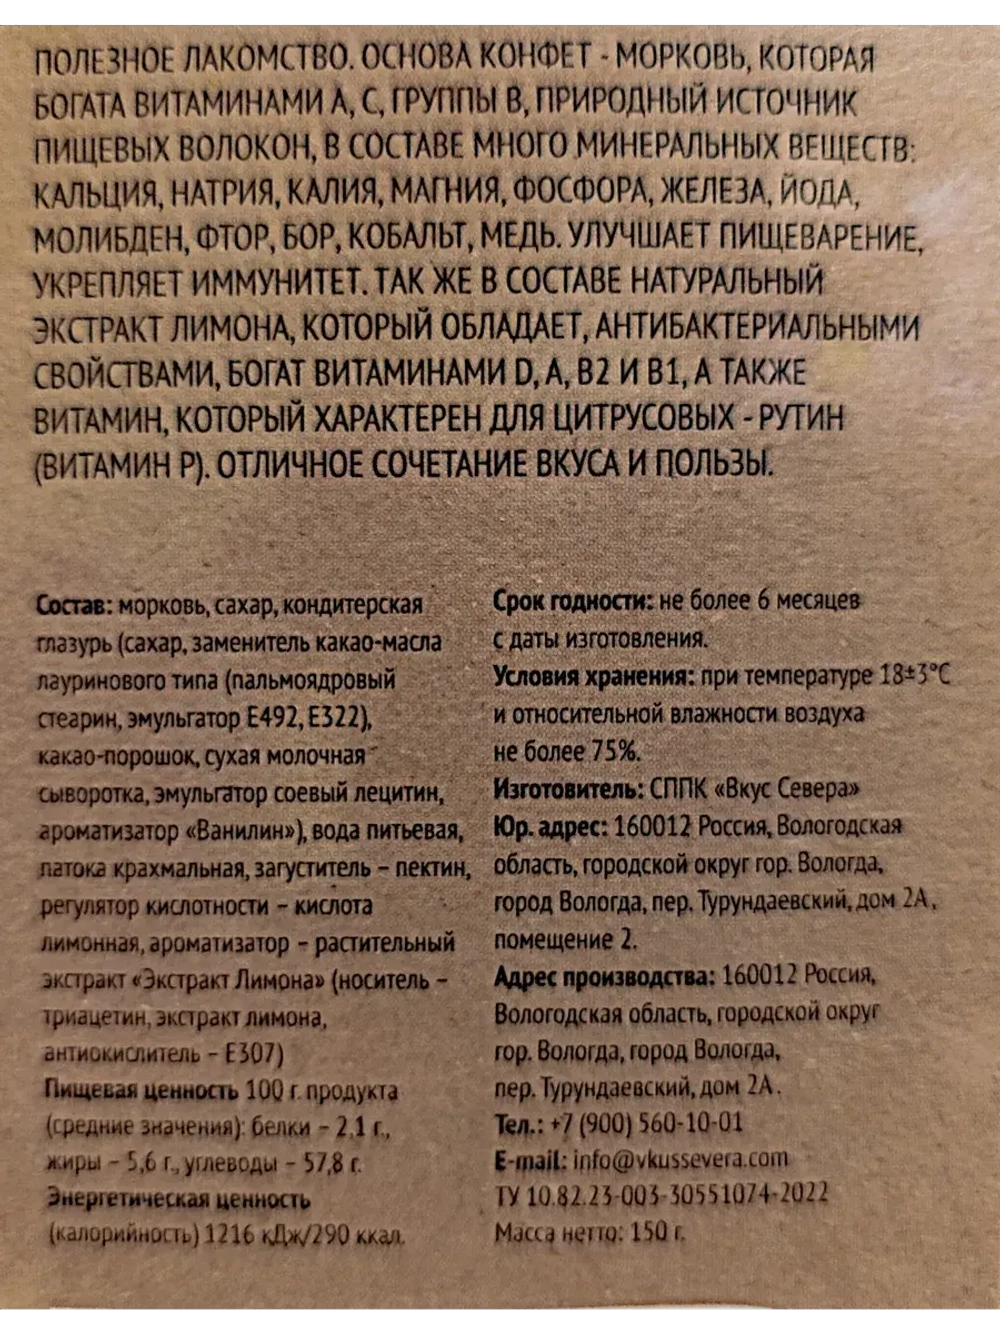 ПОЛЕЗНОЕ ЛАКОМСТВО. ОСНОВА КОНФЕТ - МОРКОВЬ, КОТОРАЯ
БОГАТА ВИТАМИНАМИ А, С, ГРУППЫ В, ПРИРОДНЫЙ ИСТОЧНИК
ПИЩЕВЫХ ВОЛОКОН, В СОСТАВЕ МНОГО МИНЕРАЛЬНЫХ ВЕЩЕСТВ:
КАЛЬЦИЯ, НАТРИЯ, КАЛИЯ, МАГНИЯ, ФОСФОРА, ЖЕЛЕЗА, ЙОДА,
МОЛИБДЕН, ФТОР, БОР, КОБАЛЬТ, МЕДЬ. УЛУЧШАЕТ ПИЩЕВАРЕНИЕ,
УКРЕПЛЯЕТ ИММУНИТЕТ. ТАК ЖЕ В СОСТАВЕ НАТУРАЛЬНЫЙ
ЭКСТРАКТ ЛИМОНА, КОТОРЫЙ ОБЛАДАЕТ, АНТИБАКТЕРИАЛЬНЫМИ
СВОЙСТВАМИ, БОГАТ ВИТАМИНАМИ D, А, В2 И В1, А ТАКЖЕ
ВИТАМИН, КОТОРЫЙ ХАРАКТЕРЕН ДЛЯ ЦИТРУСОВЫХ - РУТИН
(ВИТАМИН Р). ОТЛИЧНОЕ СОЧЕТАНИЕ ВКУСА И ПОЛЬЗЫ.
Состав: морковь, сахар, кондитерская
глазурь (сахар, заменитель какао-масла
лауринового типа (пальмоядровый
стеарин, эмульгатор Е492, Е322),
какао-порошок, сухая молочная
сыворотка, эмульгатор соевый лецитин,
ароматизатор «Ванилин»), вода питьевая,
патока крахмальная, загуститель – пектин,
регулятор кислотности – кислота
лимонная, ароматизатор – растительный
экстракт «Экстракт Лимона» (носитель –
триацетин, экстракт лимона,
антиокислитель – Е307)
Пищевая ценность 100 г. продукта
(средние значения): белки – 2,1 г.,
жиры – 5,6 г., углеводы – 57,8 г.
Энергетическая ценность
(калорийность) 1216 кДж/290 ккал.
Срок годности: не более 6 месяцев
с даты изготовления.
Условия хранения: при температуре 18±3°С
и относительной влажности воздуха
не более 75%.
Изготовитель: СППК «Вкус Севера»
Юр. адрес: 160012 Россия, Вологодская
область, городской округ гор. Вологда,
город Вологда, пер. Турундаевский, дом 2А,
помещение 2.
Адрес производства: 160012 Россия,
Вологодская область, городской округ
гор. Вологда, город Вологда,
пер. Турундаевский, дом 2А.
Тел.: +7 (900) 560-10-01
E-mail: info@vkussevera.com
ТУ 10.82.23-003-30551074-2022
Масса нетто: 150 г.